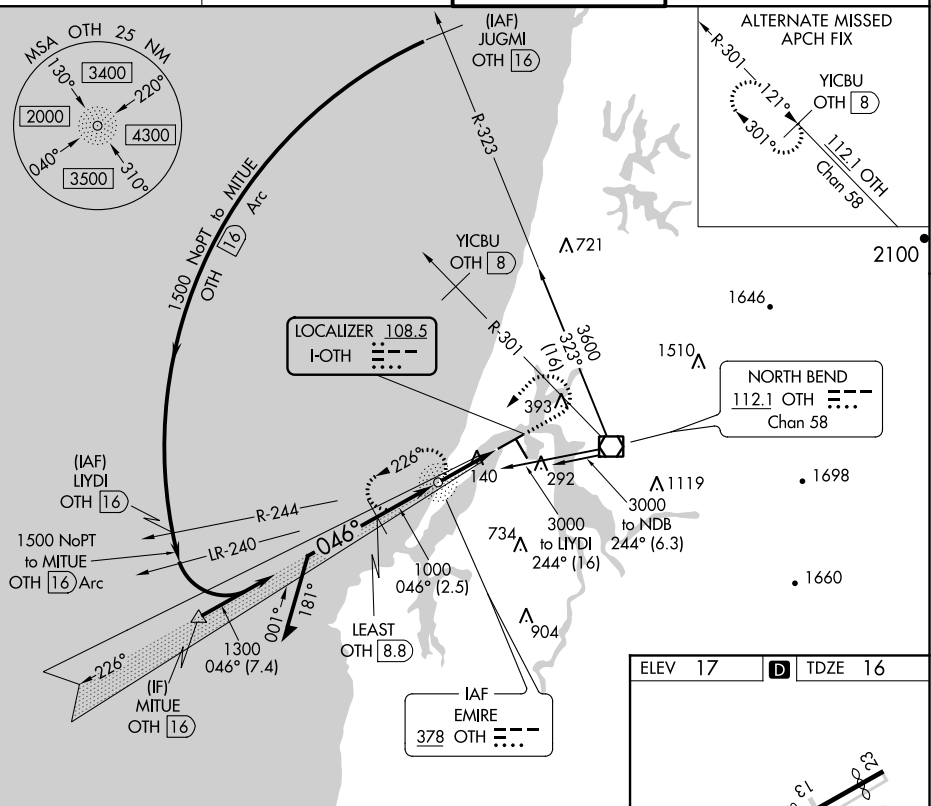 MSA OTH 25 NM
130°
3400
220°
2000
4300
040°
310°
3500
(IAF)
JUGMI
OTH 16
R-323
1500 NoPT to MITUE
OTH 16 Arc
ALTERNATE MISSED
APCH FIX
R-301
YICBU
OTH 8
121°
301°
112.1 OTH
Chan 58
2100
721
YICBU
OTH 8
R-301
1646
3600
323°
(16)
1510
LOCALIZER 108.5
I-OTH
393
NORTH BEND
112.1 OTH
Chan 58
(IAF)
LIYDI
OTH 16
226°
140
292
1119
1698
R-244
1500 NoPT
to MITUE
OTH 16 Arc
LR-240
046°
734
3000
to LIYDI
244° (16)
3000
to NDB
244° (6.3)
1000
046° (2.5)
1660
001°
181°
LEAST
OTH 8.8
904
1300
046° (7.4)
226°
(IF)
MITUE
OTH 16
IAF
EMIRE
378 OTH
ELEV 17
D
TDZE 16
23
13